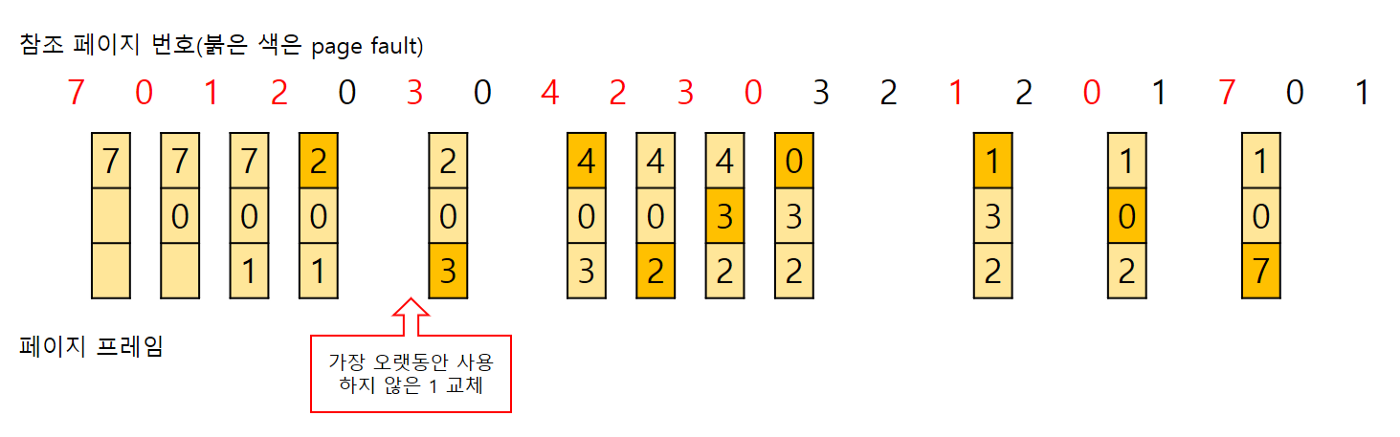 참조 페이지 번호(붉은 색은 page fault)
7 0 1 2 0 3 0 4 2 3 0 3 2 1 2 0 1 7 0 1
7 7 7 2 2 4 4 4 0 1 1 1
0 0 0 0 0 0 3 3 3 0 0
1 1 3 3 2 2 2 2 2 7
페이지 프레임
가장 오랫동안 사용
하지 않은 1 교체